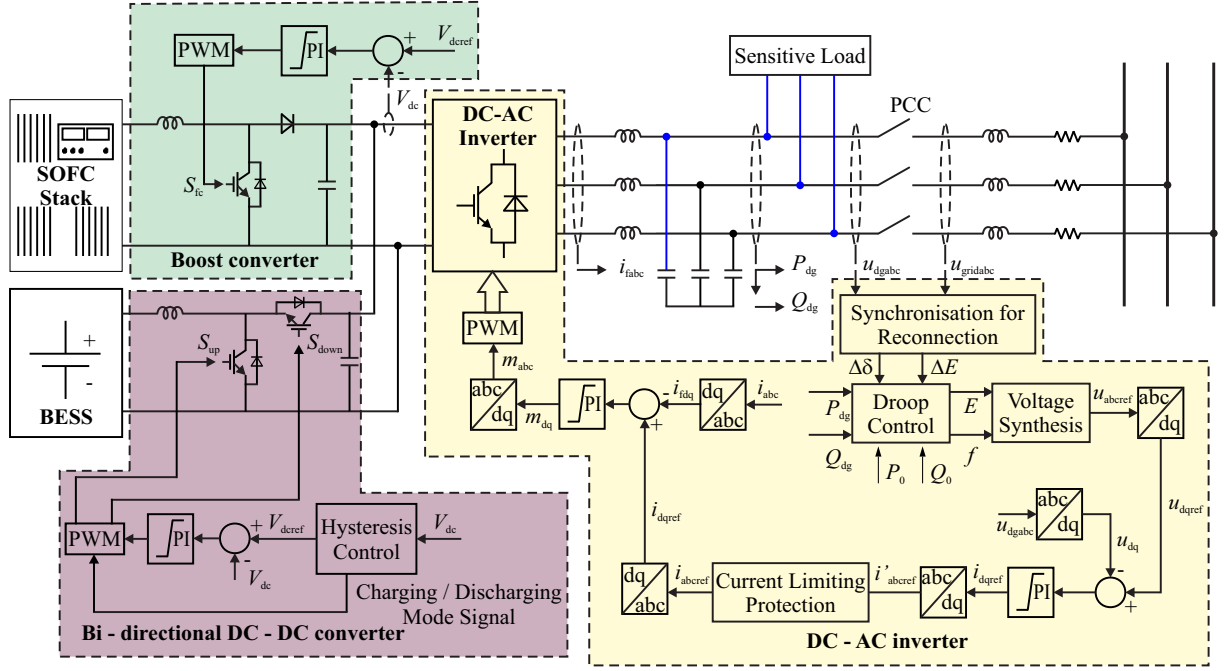 V_dcref
PWM
PI
+
-
V_dc
SOFC
Stack
S_fc
Boost converter
DC-AC
Inverter
Sensitive Load
PCC
i_fabc
P_dg
Q_dg
u_dgabc
u_gridabc
BESS
+
-
S_up
S_down
PWM
m_abc
abc
dq
m_dq
PI
-
+
i_fdq
dq
abc
i_abc
Synchronisation for
Reconnection
Δδ
ΔE
P_dg
Q_dg
Droop
Control
P_0
Q_0
E
f
Voltage
Synthesis
u_abcref
abc
dq
u_dqref
u_dgabc
abc
dq
u_dq
-
+
PI
i_dqref
abc
dq
i'_abcref
Current Limiting
Protection
i_abcref
dq
abc
i_dqref
DC - AC inverter
PWM
PI
+
-
V_dcref
V_dc
Hysteresis
Control
V_dc
Charging / Discharging
Mode Signal
Bi - directional DC - DC converter